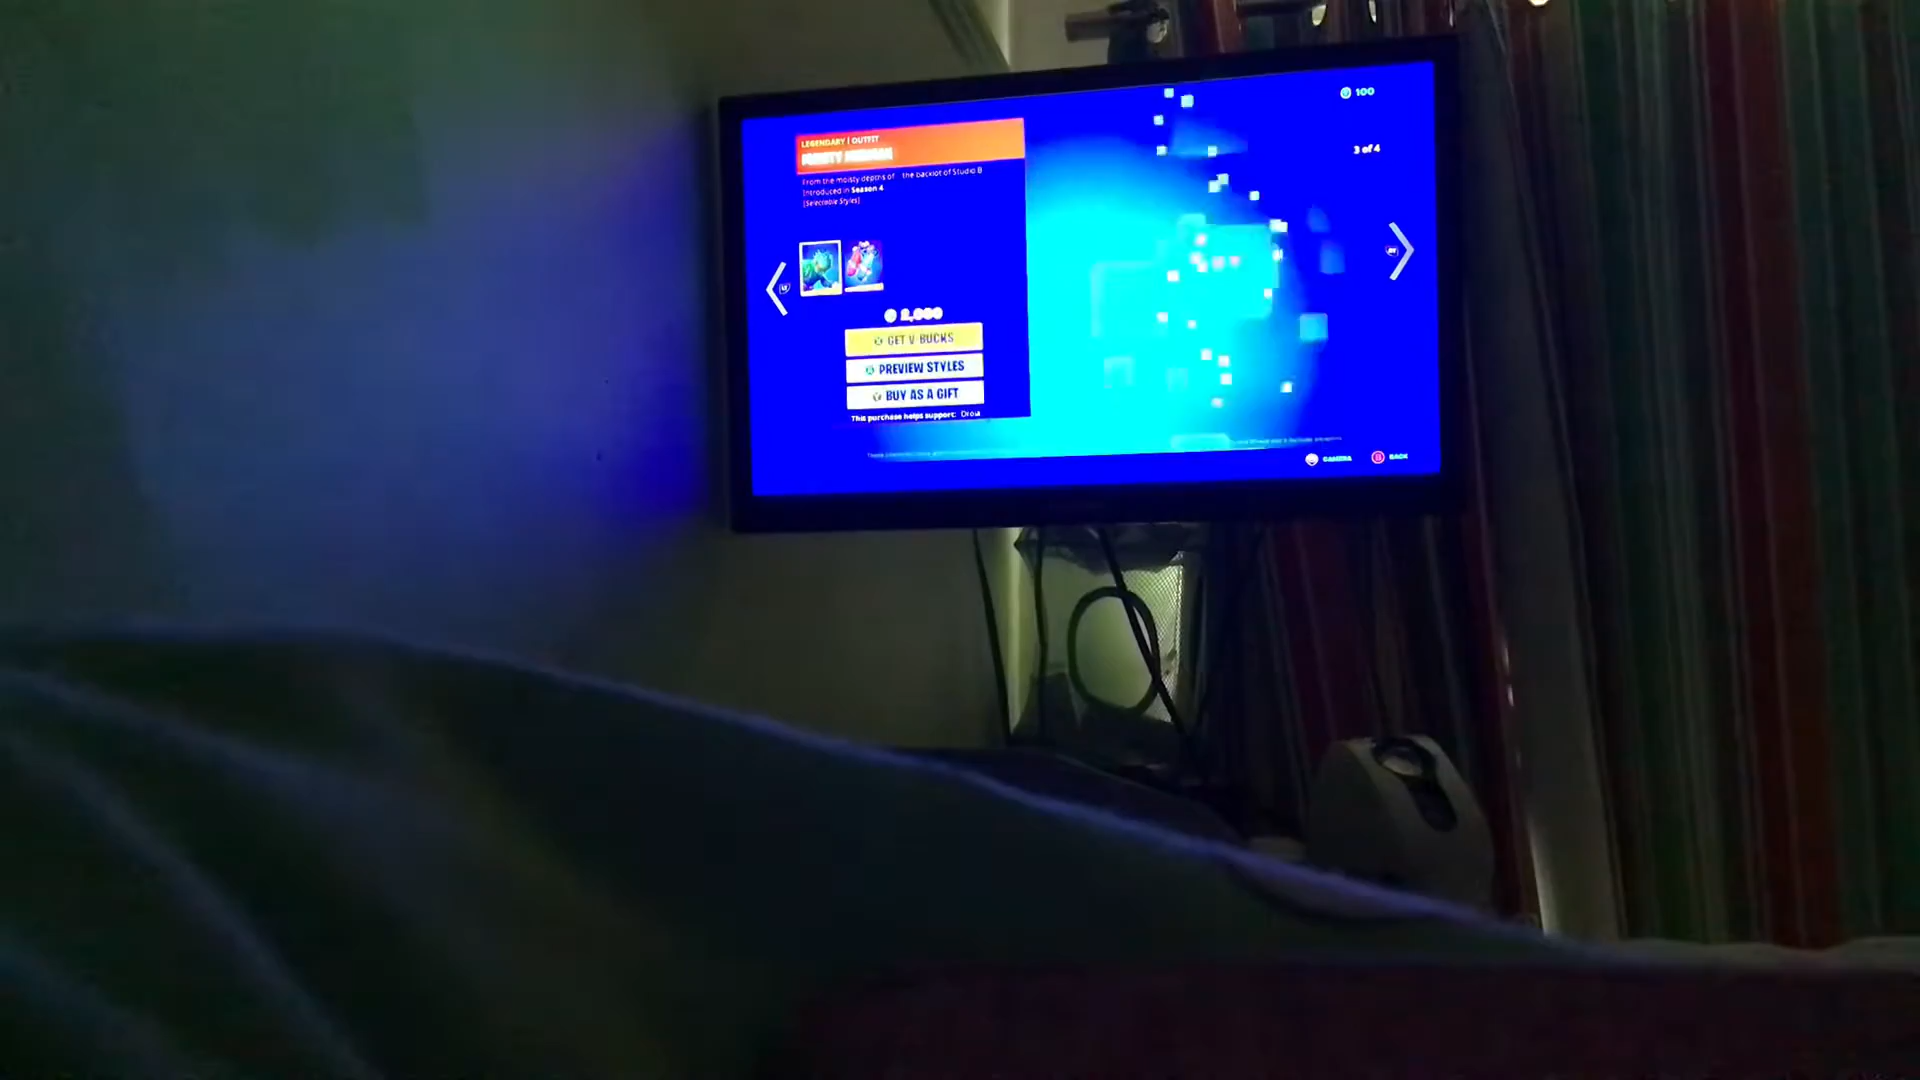 100
LEGENDARY | OUTFIT
3 of 4
From the moisty depths of the backlot of Studio B
Introduced in Season 4
[Selectable Styles]
GET V-BUCKS
PREVIEW STYLES
BUY AS A GIFT
This purchase helps support:
CAMERA
BACK